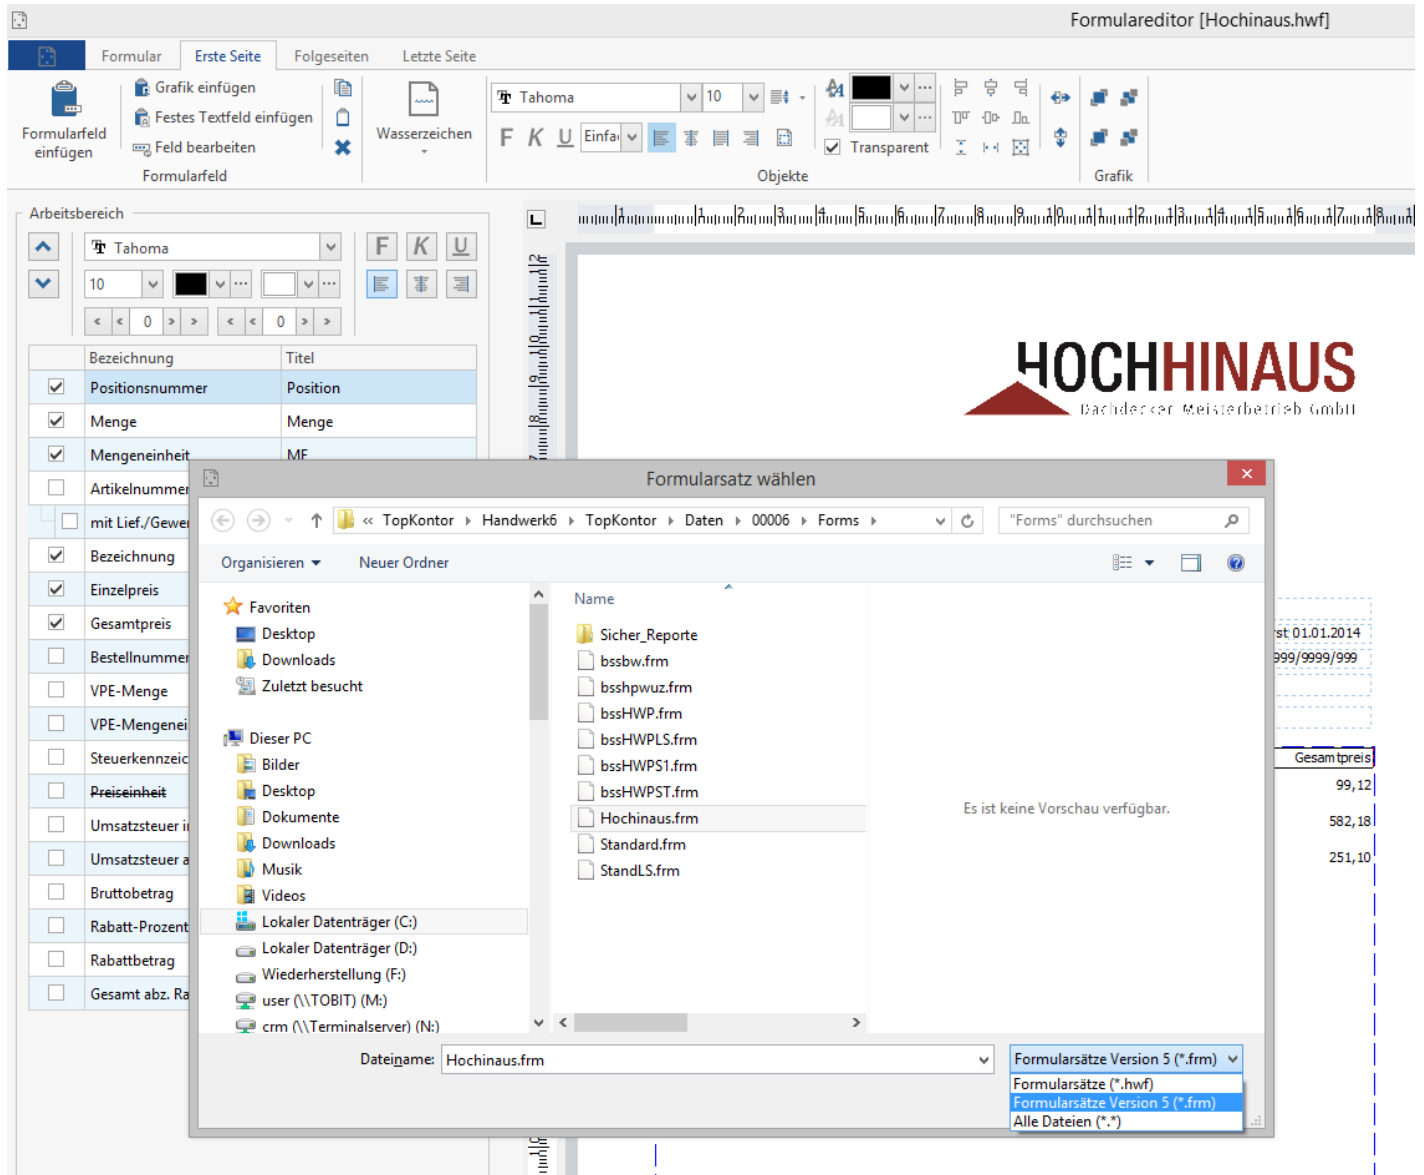 Formulareditor [Hochinaus.hwf]
Formular Erste Seite Folgeseiten Letzte Seite
Formularfeld einfügen
Grafik einfügen
Festes Textfeld einfügen
Feld bearbeiten
Formularfeld
Wasserzeichen
Tahoma 10
F K U Einfa
Transparent
Objekte
Grafik
Arbeitsbereich
Tahoma F K U
10
0 0
Bezeichnung Titel
Positionsnummer Position
Menge Menge
Mengeneinheit ME
Artikelnummer
mit Lief./Gewer
Bezeichnung
Einzelpreis
Gesamtpreis
Bestellnummer
VPE-Menge
VPE-Mengenei
Steuerkennzeic
Preiseinheit
Umsatzsteuer i
Umsatzsteuer a
Bruttobetrag
Rabatt-Prozent
Rabattbetrag
Gesamt abz. Ra
HOCHHINAUS
Dachdecker Meisterbetrieb GmbH
st 01.01.2014
999/9999/999
Gesamtpreis
99,12
582,18
251,10
Formularsatz wählen
« TopKontor Handwerk6 TopKontor Daten 00006 Forms
"Forms" durchsuchen
Organisieren Neuer Ordner
Favoriten
Desktop
Downloads
Zuletzt besucht
Dieser PC
Bilder
Desktop
Dokumente
Downloads
Musik
Videos
Lokaler Datenträger (C:)
Lokaler Datenträger (D:)
Wiederherstellung (F:)
user (\\TOBIT) (M:)
crm (\\Terminalserver) (N:)
Name
Sicher_Reporte
bssbw.frm
bsshpwuz.frm
bssHWP.frm
bssHWPLS.frm
bssHWPS1.frm
bssHWPST.frm
Hochinaus.frm
Standard.frm
StandLS.frm
Es ist keine Vorschau verfügbar.
Dateiname: Hochinaus.frm
Formularsätze Version 5 (*.frm)
Formularsätze (*.hwf)
Formularsätze Version 5 (*.frm)
Alle Dateien (*.*)